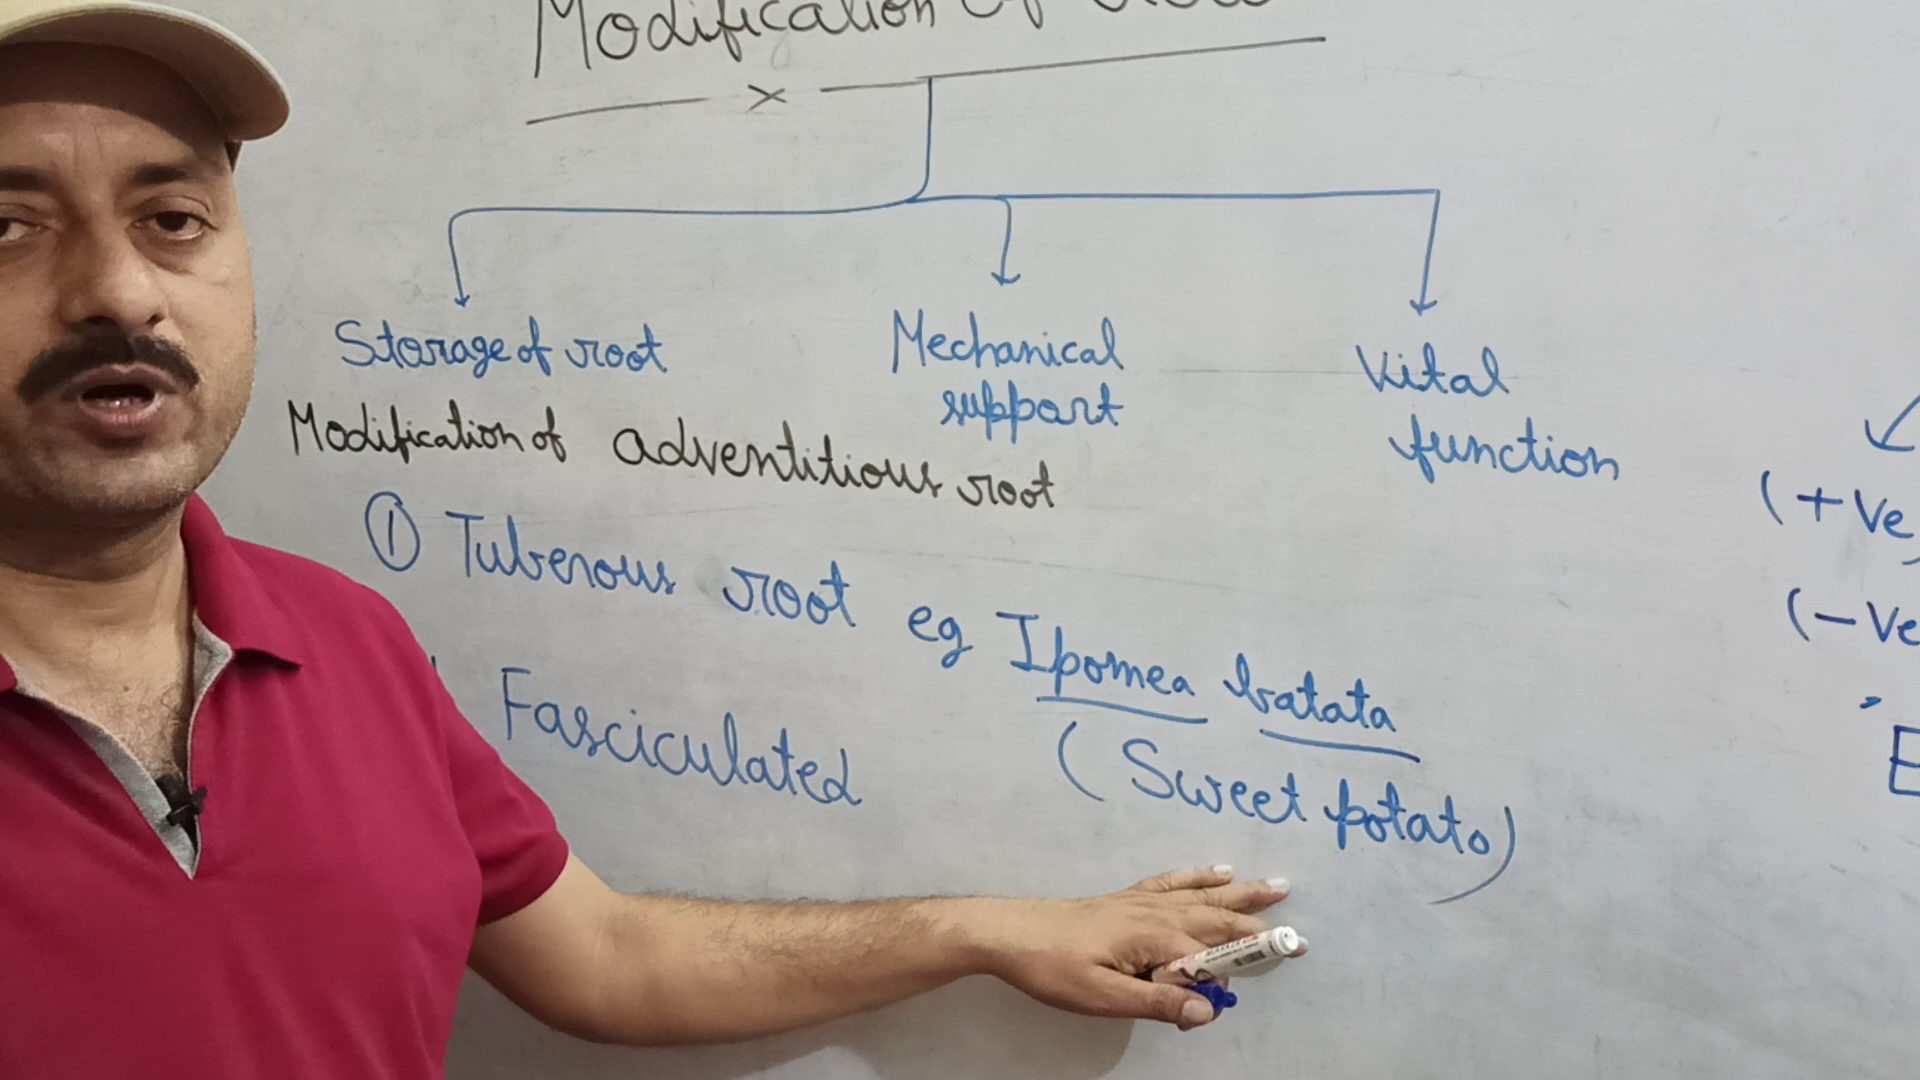 Modification of root
Storage of root
Mechanical
support
Vital
function
Modification of adventitious root
① Tuberous root eg Ipomea batata
(Sweet potato)
Fasciculated
(+Ve
(-Ve
E